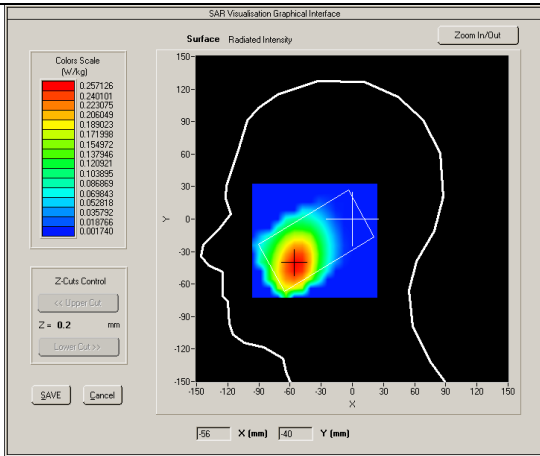 SAR Visualisation Graphical Interface
Surface Radiated Intensity
Zoom In/Out
Colors Scale
(W/kg)
0.257126
0.240101
0.223075
0.206049
0.189023
0.171998
0.154972
0.137946
0.120921
0.103895
0.086869
0.069843
0.052818
0.035792
0.018766
0.001740
Z-Cuts Control
<< Upper Cut
Z = 0.2 mm
Lower Cut >>
SAVE Cancel
150
120
90
60
30
0
-30
-60
-90
-120
-150
Y
-150 -120 -90 -60 -30 0 30 60 90 120 150
X
-56 X (mm) -40 Y (mm)